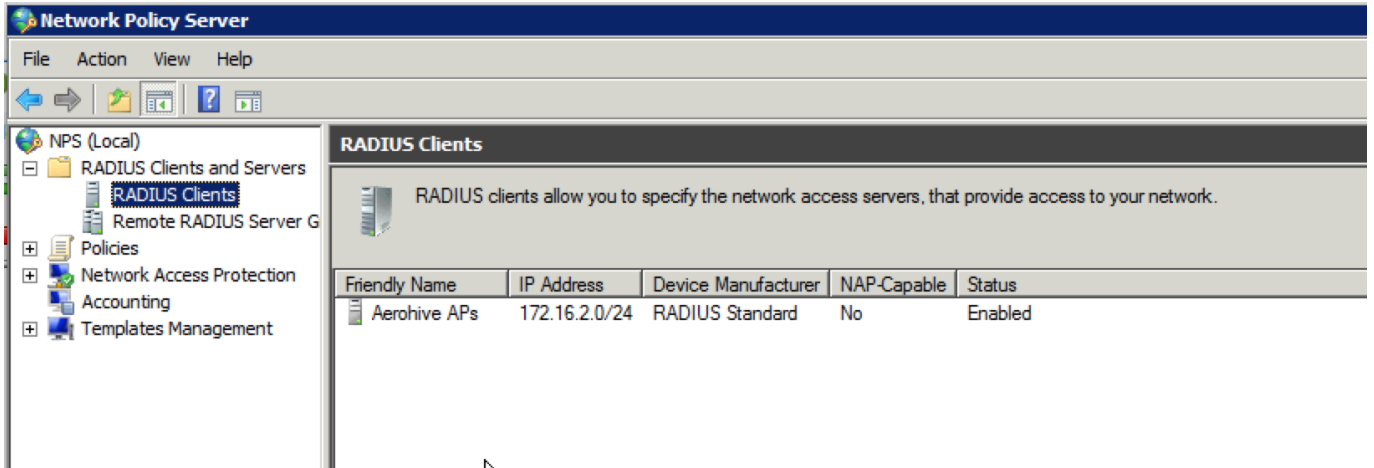 Network Policy Server
File Action View Help
NPS (Local)
RADIUS Clients and Servers
RADIUS Clients
Remote RADIUS Server G
Policies
Network Access Protection
Accounting
Templates Management
RADIUS Clients
RADIUS clients allow you to specify the network access servers, that provide access to your network.
Friendly Name IP Address Device Manufacturer NAP-Capable Status
Aerohive APs 172.16.2.0/24 RADIUS Standard No Enabled